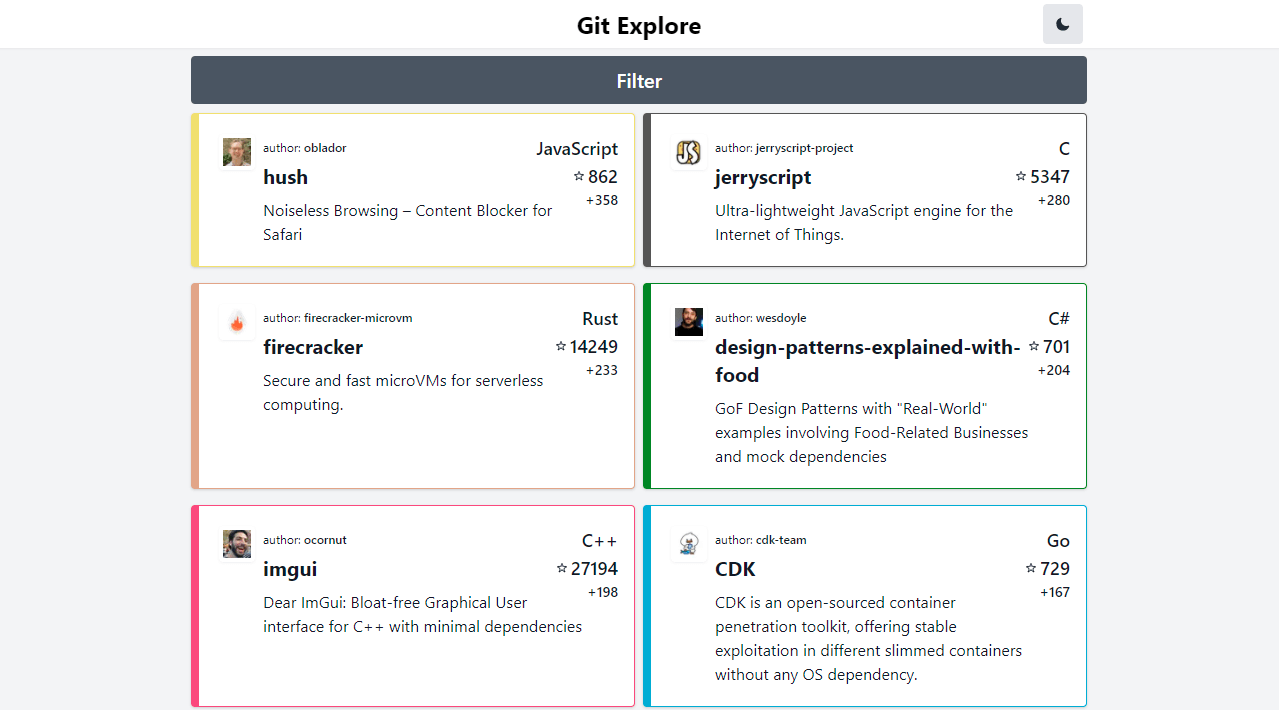 Git Explore
Filter
author: oblador
JavaScript
hush
☆ 862
+358
Noiseless Browsing – Content Blocker for
Safari
JS
author: jerryscript-project
C
jerryscript
☆ 5347
+280
Ultra-lightweight JavaScript engine for the
Internet of Things.
author: firecracker-microvm
Rust
firecracker
☆ 14249
+233
Secure and fast microVMs for serverless
computing.
author: wesdoyle
C#
design-patterns-explained-with-
food
☆ 701
+204
GoF Design Patterns with "Real-World"
examples involving Food-Related Businesses
and mock dependencies
author: ocornut
C++
imgui
☆ 27194
+198
Dear ImGui: Bloat-free Graphical User
interface for C++ with minimal dependencies
author: cdk-team
Go
CDK
☆ 729
+167
CDK is an open-sourced container
penetration toolkit, offering stable
exploitation in different slimmed containers
without any OS dependency.